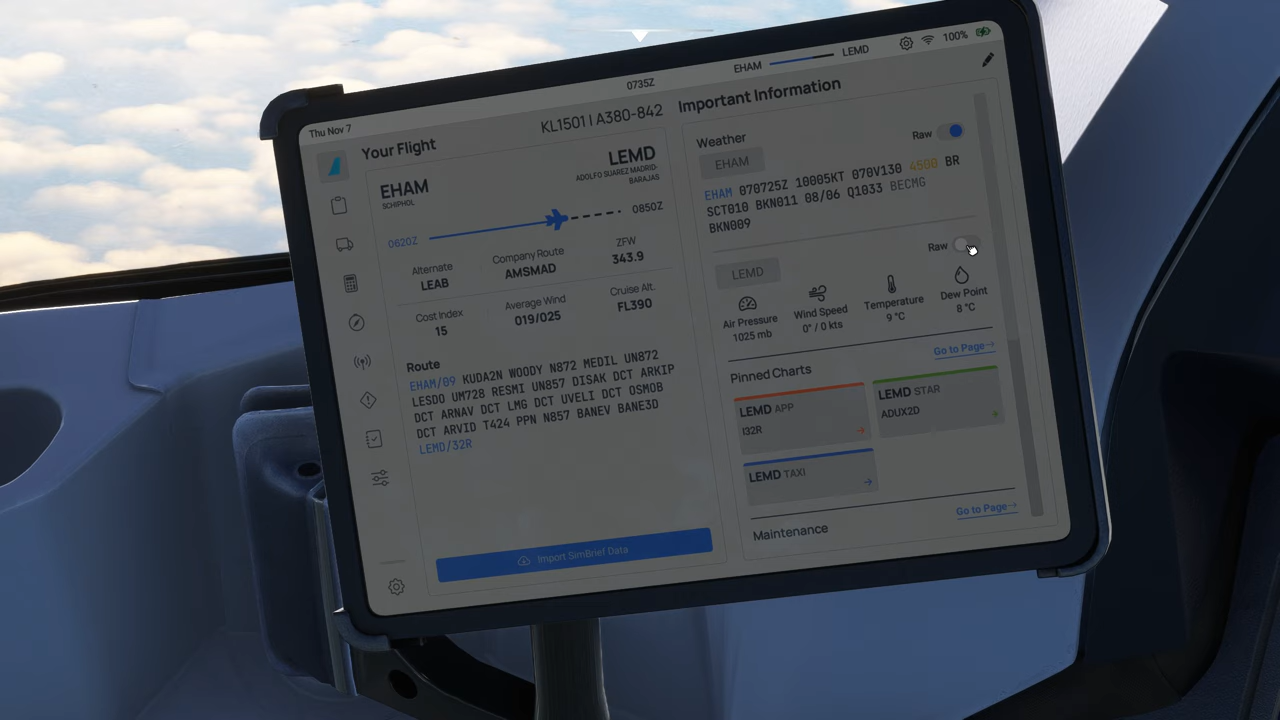 Thu Nov 7
0735Z
EHAM
LEMD
100%
Your Flight
KL1501 | A380-842
EHAM
SCHIPHOL
LEMD
ADOLFO SUAREZ MADRID-
BARAJAS
0620Z
0850Z
Alternate
LEAB
Company Route
AMSMAD
ZFW
343.9
Cost Index
15
Average Wind
019/025
Cruise Alt.
FL390
Route
EHAM/09 KUDA2N WOODY N872 MEDIL UN872
LESDO UM728 RESMI UN857 DISAK DCT ARKIP
DCT ARNAV DCT LMG DCT UVELI DCT OSMOB
DCT ARVID T424 PPN N857 BANEV BANE3D
LEMD/32R
Import SimBrief Data
Important Information
Weather
Raw
EHAM
EHAM 070725Z 10005KT 070V130 4500 BR
SCT010 BKN011 08/06 Q1033 BECMG
BKN009
Raw
LEMD
Air Pressure
1025 mb
Wind Speed
0° / 0 kts
Temperature
9 °C
Dew Point
8 °C
Go to Page
Pinned Charts
LEMD APP
I32R
LEMD STAR
ADUX2D
LEMD TAXI
Go to Page
Maintenance